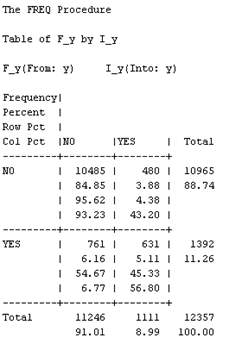 The FREQ Procedure
Table of F_y by I_y
F_y(From: y)     I_y(Into: y)
Frequency|
Percent  |
Row Pct  |
Col Pct  |NO      |YES     |  Total
---------+--------+--------+
NO       |  10485 |    480 |  10965
         |  84.85 |   3.88 |  88.74
         |  95.62 |   4.38 |
         |  93.23 |  43.20 |
---------+--------+--------+
YES      |    761 |    631 |   1392
         |   6.16 |   5.11 |  11.26
         |  54.67 |  45.33 |
         |   6.77 |  56.80 |
---------+--------+--------+
Total       11246     1111    12357
            91.01     8.99   100.00